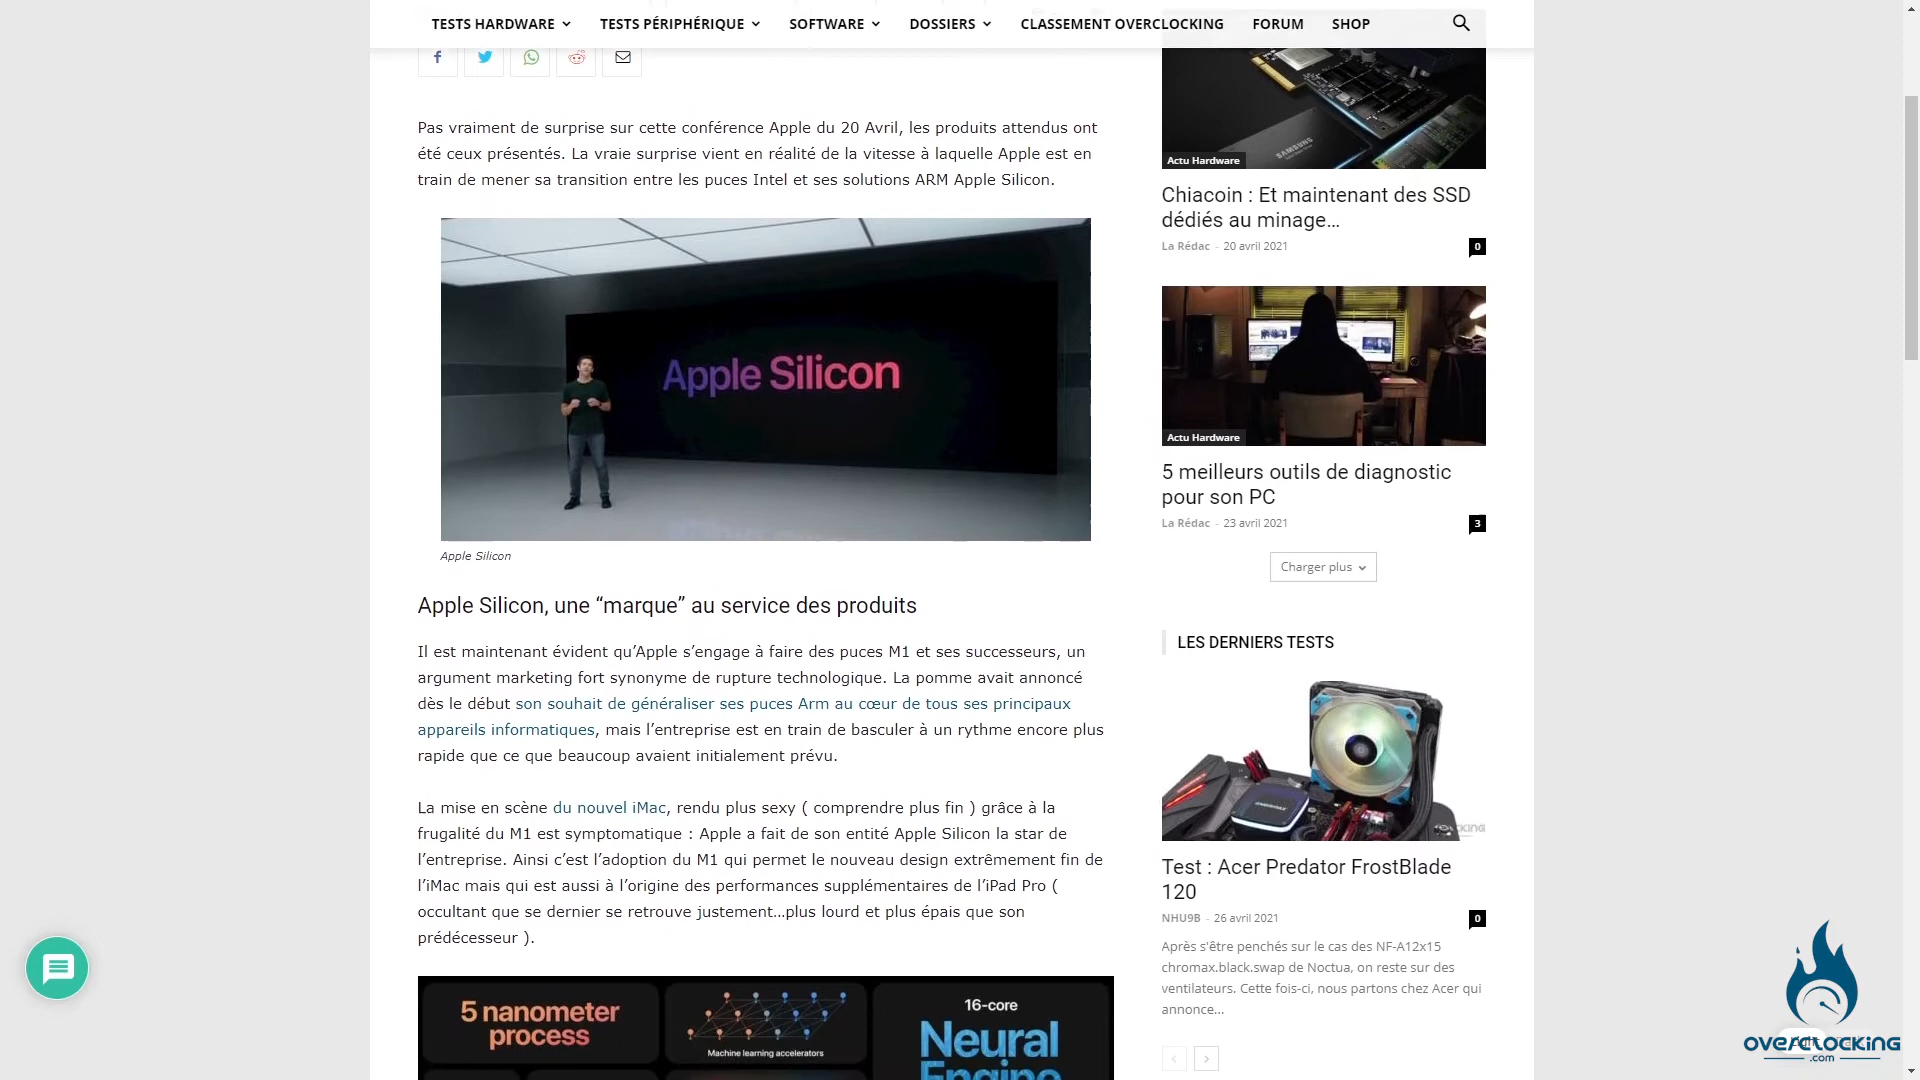 TESTS HARDWARE
TESTS PÉRIPHÉRIQUE
SOFTWARE
DOSSIERS
CLASSEMENT OVERCLOCKING
FORUM
SHOP
Pas vraiment de surprise sur cette conférence Apple du 20 Avril, les produits attendus ont
été ceux présentés. La vraie surprise vient en réalité de la vitesse à laquelle Apple est en
train de mener sa transition entre les puces Intel et ses solutions ARM Apple Silicon.
Apple Silicon
Apple Silicon
Apple Silicon, une “marque” au service des produits
Il est maintenant évident qu’Apple s’engage à faire des puces M1 et ses successeurs, un
argument marketing fort synonyme de rupture technologique. La pomme avait annoncé
dès le début son souhait de généraliser ses puces Arm au cœur de tous ses principaux
appareils informatiques, mais l’entreprise est en train de basculer à un rythme encore plus
rapide que ce que beaucoup avaient initialement prévu.
La mise en scène du nouvel iMac, rendu plus sexy ( comprendre plus fin ) grâce à la
frugalité du M1 est symptomatique : Apple a fait de son entité Apple Silicon la star de
l’entreprise. Ainsi c’est l’adoption du M1 qui permet le nouveau design extrêmement fin de
l’iMac mais qui est aussi à l’origine des performances supplémentaires de l’iPad Pro (
occultant que se dernier se retrouve justement…plus lourd et plus épais que son
prédécesseur ).
5 nanometer
process
Machine learning accelerators
16-core
Neural
Engine
SAMSUNG
Actu Hardware
Chiacoin : Et maintenant des SSD
dédiés au minage…
La Rédac - 20 avril 2021
0
Actu Hardware
5 meilleurs outils de diagnostic
pour son PC
La Rédac - 23 avril 2021
3
Charger plus
LES DERNIERS TESTS
Test : Acer Predator FrostBlade
120
NHU9B - 26 avril 2021
0
Après s'être penchés sur le cas des NF-A12x15
chromax.black.swap de Noctua, on reste sur des
ventilateurs. Cette fois-ci, nous partons chez Acer qui
annonce...
OVERCLOCKING
.com